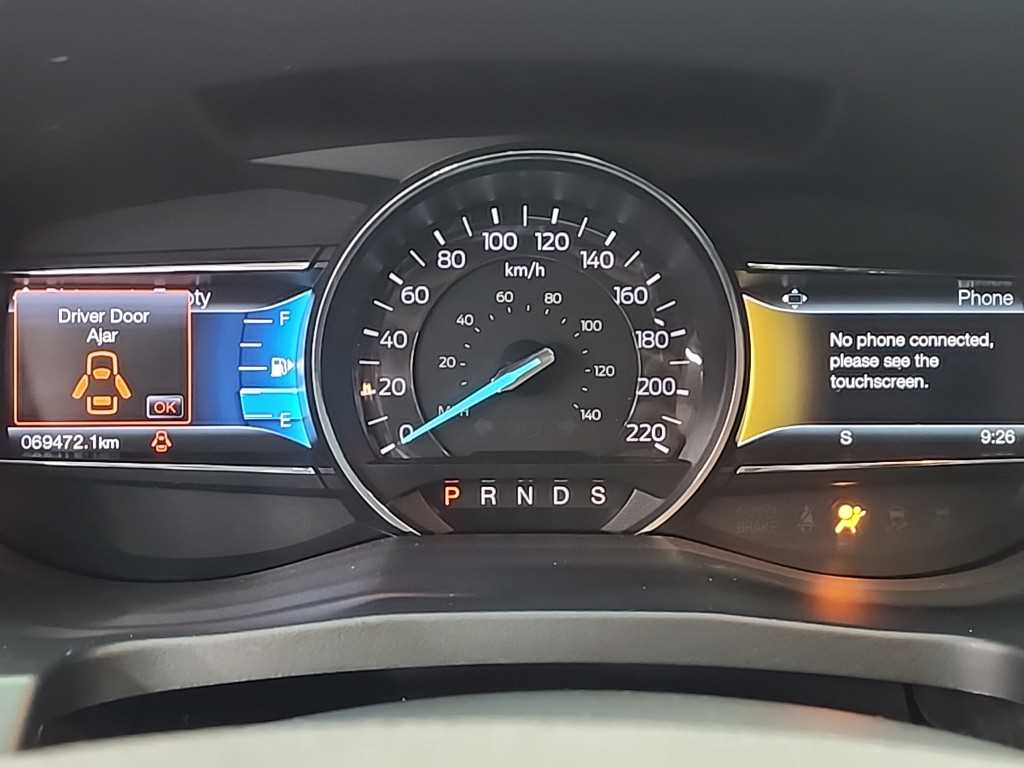 Driver Door
Ajar
OK
069472.1km
F
E
0
20
40
60
80
100
120
140
160
180
200
220
km/h
20
40
60
80
100
120
140
P R N D S
Phone
No phone connected,
please see the
touchscreen.
S
9:26
BRAKE